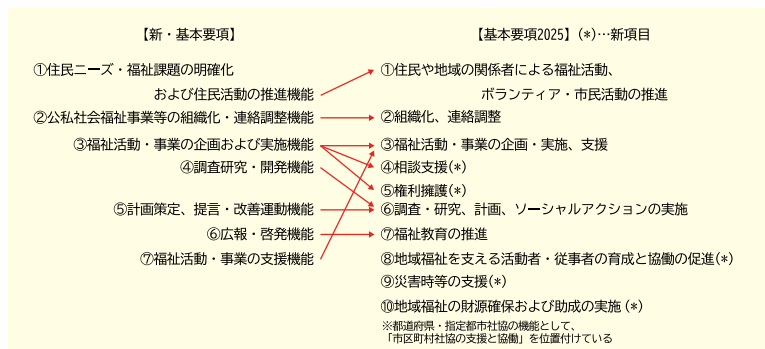 【新・基本要項】
①住民ニーズ・福祉課題の明確化
および住民活動の推進機能
②公私社会福祉事業等の組織化・連絡調整機能
③福祉活動・事業の企画および実施機能
④調査研究・開発機能
⑤計画策定、提言・改善運動機能
⑥広報・啓発機能
⑦福祉活動・事業の支援機能
【基本要項2025】(*)…新項目
①住民や地域の関係者による福祉活動、
ボランティア・市民活動の推進
②組織化、連絡調整
③福祉活動・事業の企画・実施、支援
④相談支援(*)
⑤権利擁護(*)
⑥調査・研究、計画、ソーシャルアクションの実施
⑦福祉教育の推進
⑧地域福祉を支える活動者・従事者の育成と協働の促進(*)
⑨災害時等の支援(*)
⑩地域福祉の財源確保および助成の実施(*)
※都道府県・指定都市社協の機能として、
「市区町村社協の支援と協働」を位置付けている